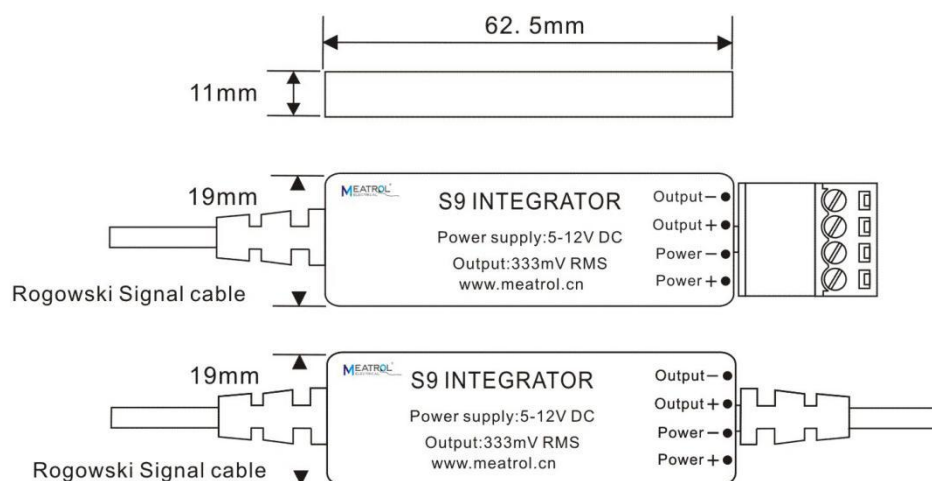 62. 5mm
11mm
19mm
MEATROL
ELECTRICAL
S9 INTEGRATOR
Power supply:5-12V DC
Output:333mV RMS
www.meatrol.cn
Output－
Output＋
Power－
Power＋
Rogowski Signal cable
19mm
MEATROL
ELECTRICAL
S9 INTEGRATOR
Power supply:5-12V DC
Output:333mV RMS
www.meatrol.cn
Output－
Output＋
Power－
Power＋
Rogowski Signal cable